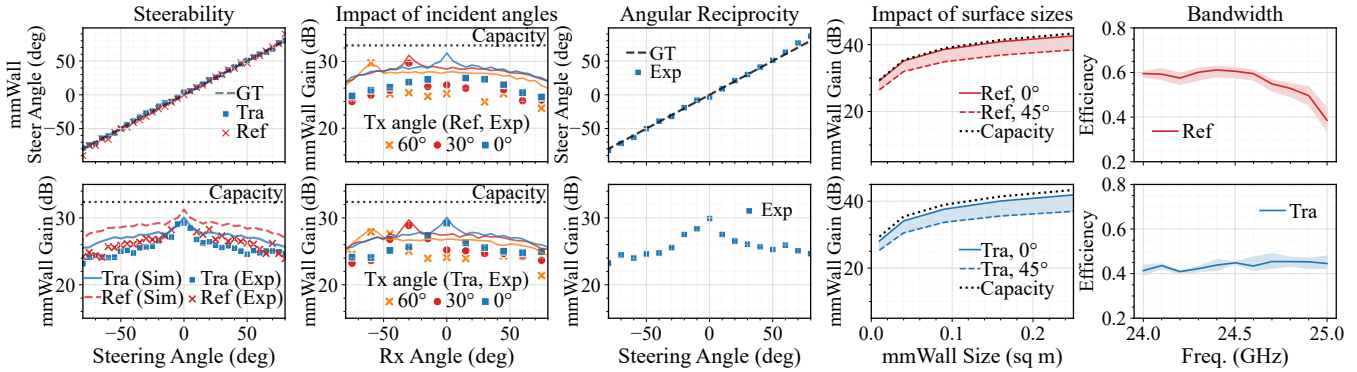 Steerability
mmWall
Steer Angle (deg)
50
0
−50
GT
Tra
Ref
mmWall Gain (dB)
30
20
Capacity
Tra (Sim)
Ref (Sim)
Tra (Exp)
Ref (Exp)
−50
0
50
Steering Angle (deg)
Impact of incident angles
mmWall Gain (dB)
30
20
Capacity
Tx angle (Ref, Exp)
60°
30°
0°
mmWall Gain (dB)
30
20
Capacity
Tx angle (Tra, Exp)
60°
30°
0°
−50
0
50
Rx Angle (deg)
Angular Reciprocity
Steer Angle (deg)
50
0
−50
GT
Exp
mmWall Gain (dB)
30
20
Exp
−50
0
50
Steering Angle (deg)
Impact of surface sizes
mmWall Gain (dB)
40
20
Ref, 0°
Ref, 45°
Capacity
mmWall Gain (dB)
40
20
Tra, 0°
Tra, 45°
Capacity
0.0
0.1
0.2
mmWall Size (sq m)
Bandwidth
Efficiency
0.8
0.6
0.4
0.2
Ref
Efficiency
0.8
0.6
0.4
0.2
Tra
24.0
24.5
25.0
Freq. (GHz)